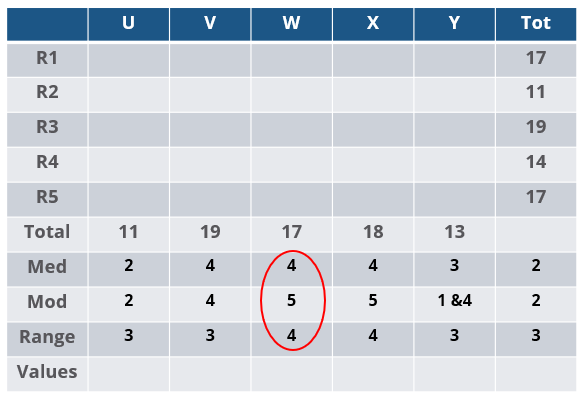 U V W X Y Tot
R1 17
R2 11
R3 19
R4 14
R5 17
Total 11 19 17 18 13
Med 2 4 4 4 3 2
Mod 2 4 5 5 1 &4 2
Range 3 3 4 4 3 3
Values